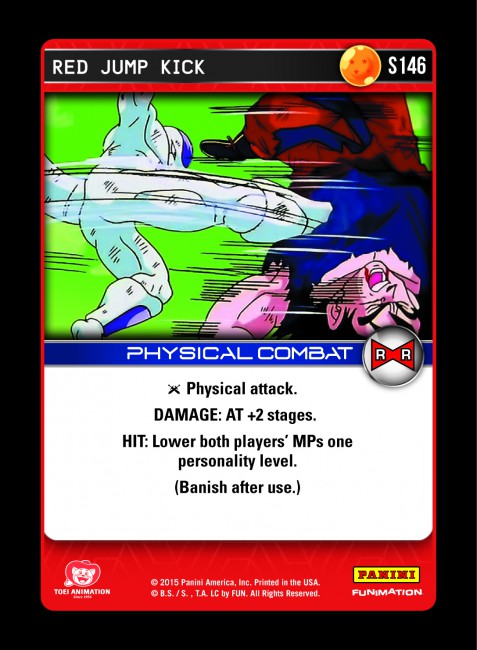 RED JUMP KICK
S146
PHYSICAL COMBAT
R R
Physical attack.
DAMAGE: AT +2 stages.
HIT: Lower both players’ MPs one
personality level.
(Banish after use.)
TOEI ANIMATION
Since 1956
© 2015 Panini America, Inc. Printed in the USA.
© B.S. / S. , T.A. LC by FUN. All Rights Reserved.
PANINI
FUNIMATION